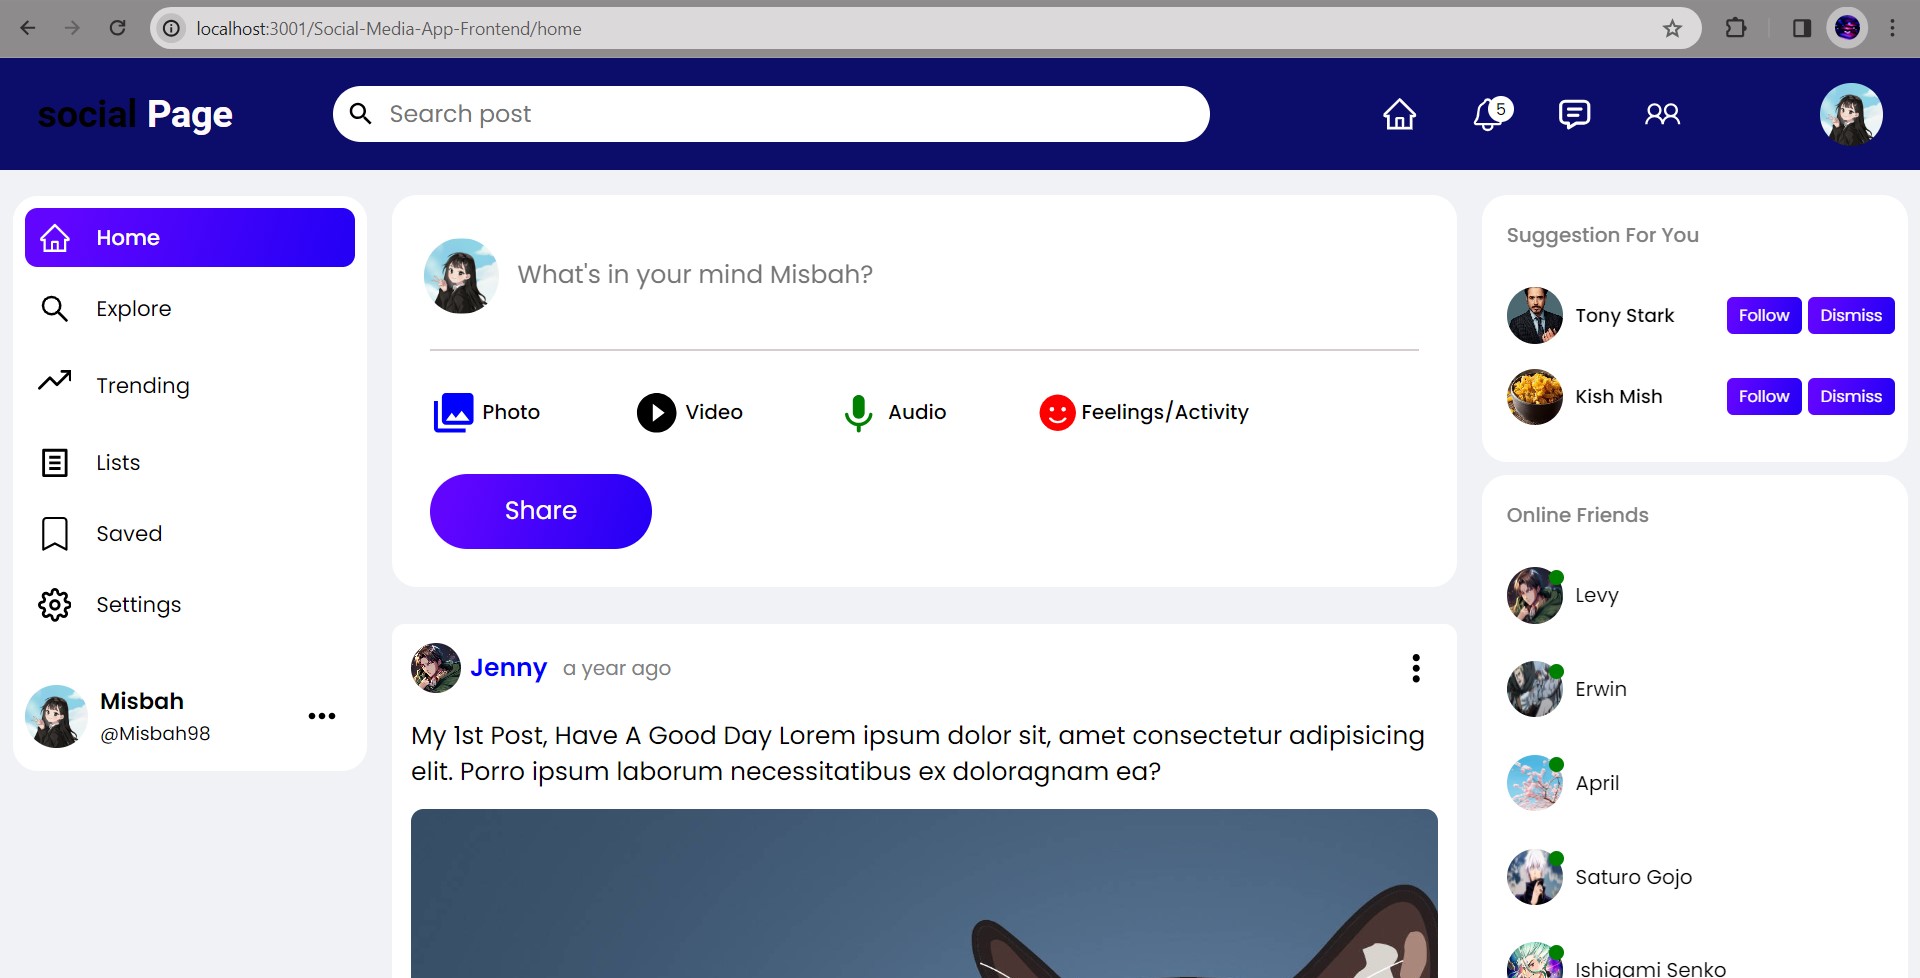 localhost:3001/Social-Media-App-Frontend/home
social Page
Search post
5
Home
Explore
Trending
Lists
Saved
Settings
Misbah
@Misbah98
What's in your mind Misbah?
Photo
Video
Audio
Feelings/Activity
Share
Jenny a year ago
My 1st Post, Have A Good Day Lorem ipsum dolor sit, amet consectetur adipisicing
elit. Porro ipsum laborum necessitatibus ex doloragnam ea?
Suggestion For You
Tony Stark Follow Dismiss
Kish Mish Follow Dismiss
Online Friends
Levy
Erwin
April
Saturo Gojo
Ishigami Senko